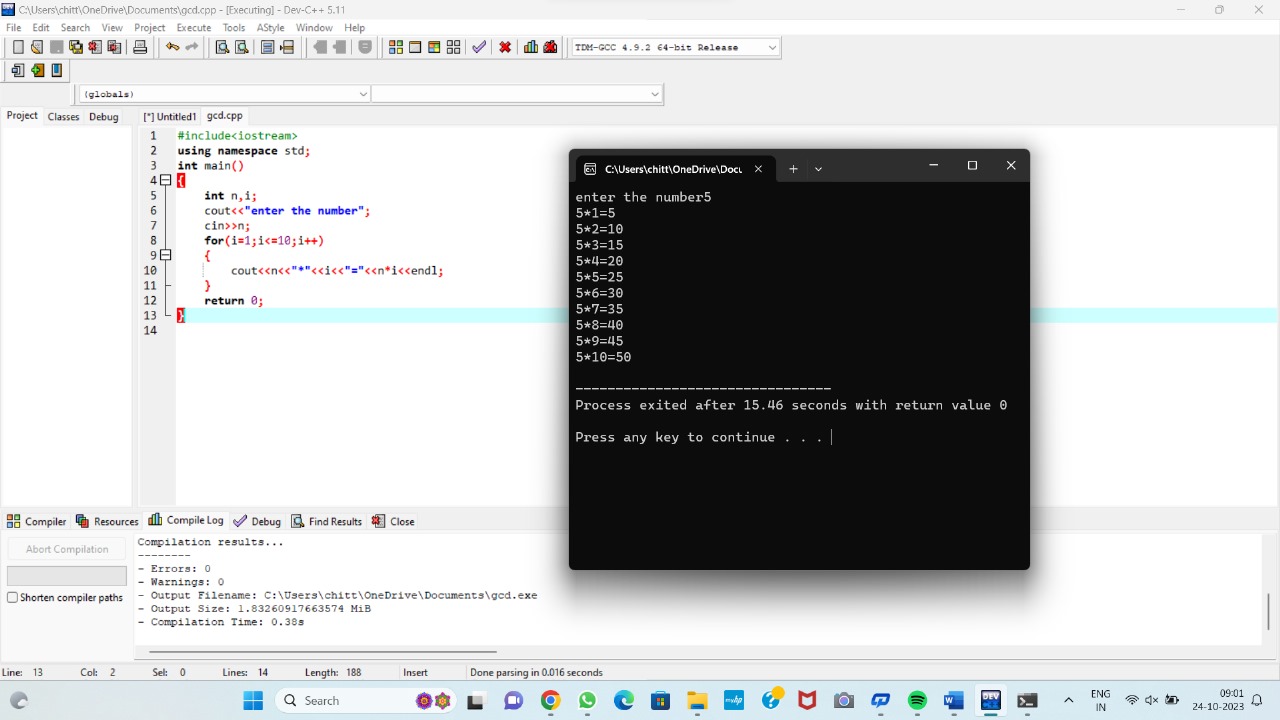 C:\Users\chitt\OneDrive\Documents\gcd.cpp - [Executing] - Dev-C++ 5.11
File Edit Search View Project Execute Tools AStyle Window Help
TDM-GCC 4.9.2 64-bit Release
(globals)
Project Classes Debug
[*] Untitled1 gcd.cpp
1 #include<iostream>
2 using namespace std;
3 int main()
4 {
5 int n,i;
6 cout<<"enter the number";
7 cin>>n;
8 for(i=1;i<=10;i++)
9 {
10 cout<<n<<"*"<<i<<"="<<n*i<<endl;
11 }
12 return 0;
13 }
14
C:\Users\chitt\OneDrive\Docu
enter the number5
5*1=5
5*2=10
5*3=15
5*4=20
5*5=25
5*6=30
5*7=35
5*8=40
5*9=45
5*10=50
--------------------------------
Process exited after 15.46 seconds with return value 0
Press any key to continue . . .
Compiler Resources Compile Log Debug Find Results Close
Abort Compilation
Shorten compiler paths
Compilation results...
--------
- Errors: 0
- Warnings: 0
- Output Filename: C:\Users\chitt\OneDrive\Documents\gcd.exe
- Output Size: 1.83260917663574 MiB
- Compilation Time: 0.38s
Line: 13 Col: 2 Sel: 0 Lines: 14 Length: 188 Insert Done parsing in 0.016 seconds
Search
DEV
ENG
IN
09:01
24-10-2023